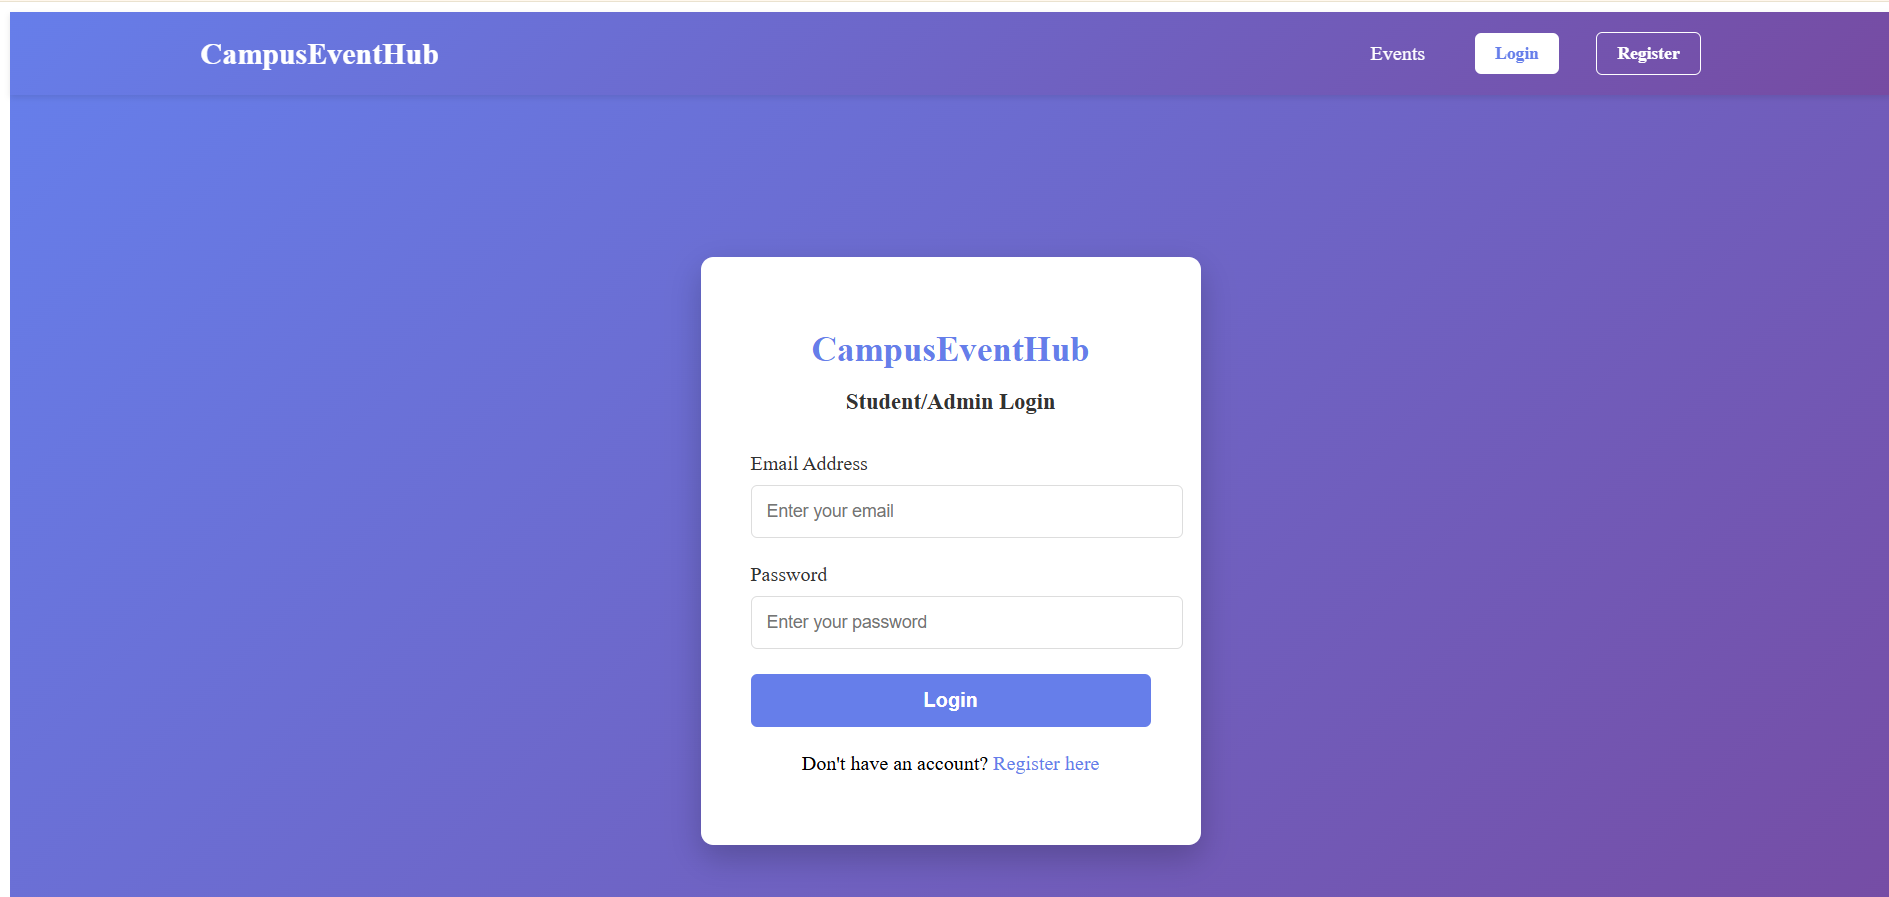 CampusEventHub Events Login Register
CampusEventHub
Student/Admin Login
Email Address
Enter your email
Password
Enter your password
Login
Don't have an account? Register here